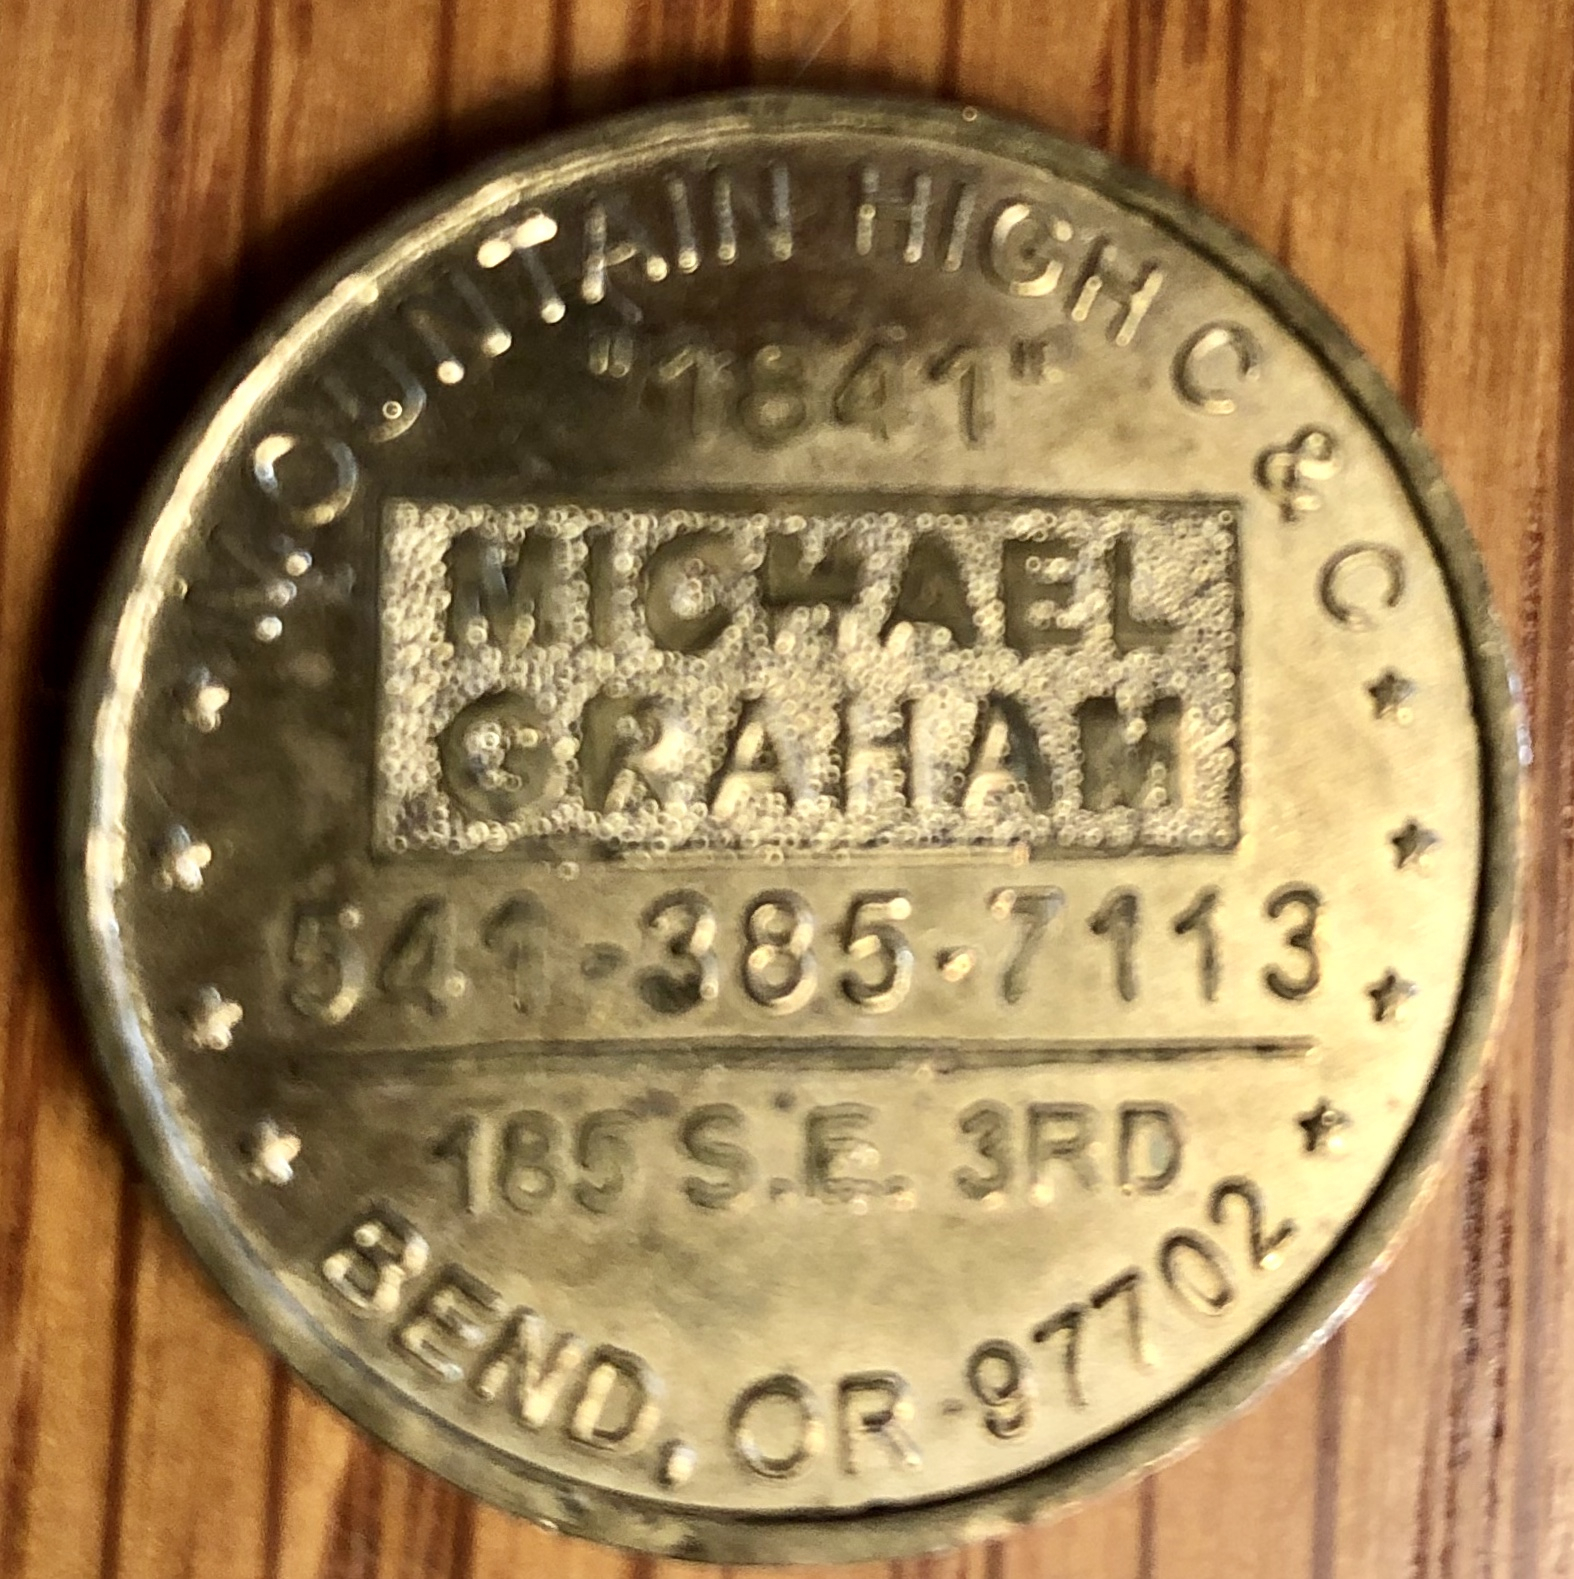 MOUNTAIN HIGH C & C
"1841"
MICHAEL
GRAHAM
541-385-7113
185 S.E. 3RD
BEND, OR 97702